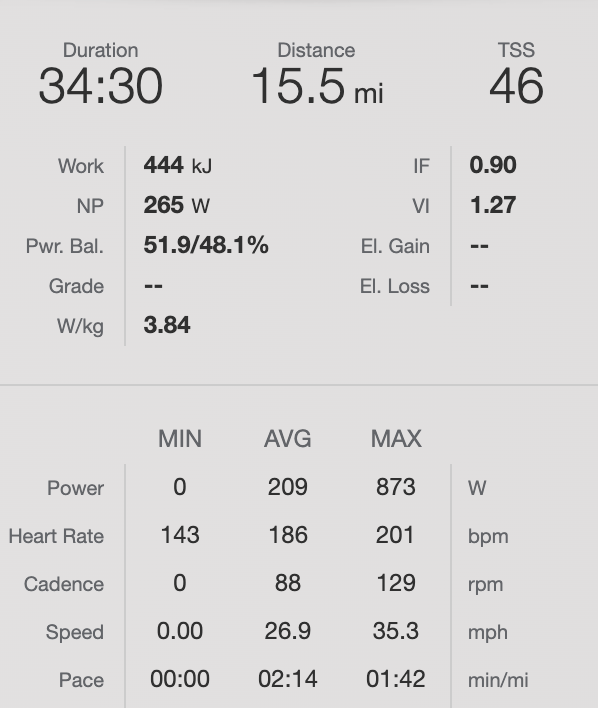 Duration Distance TSS
34:30 15.5 mi 46
Work 444 kJ IF 0.90
NP 265 W VI 1.27
Pwr. Bal. 51.9/48.1% El. Gain --
Grade -- El. Loss --
W/kg 3.84
MIN AVG MAX
Power 0 209 873 W
Heart Rate 143 186 201 bpm
Cadence 0 88 129 rpm
Speed 0.00 26.9 35.3 mph
Pace 00:00 02:14 01:42 min/mi